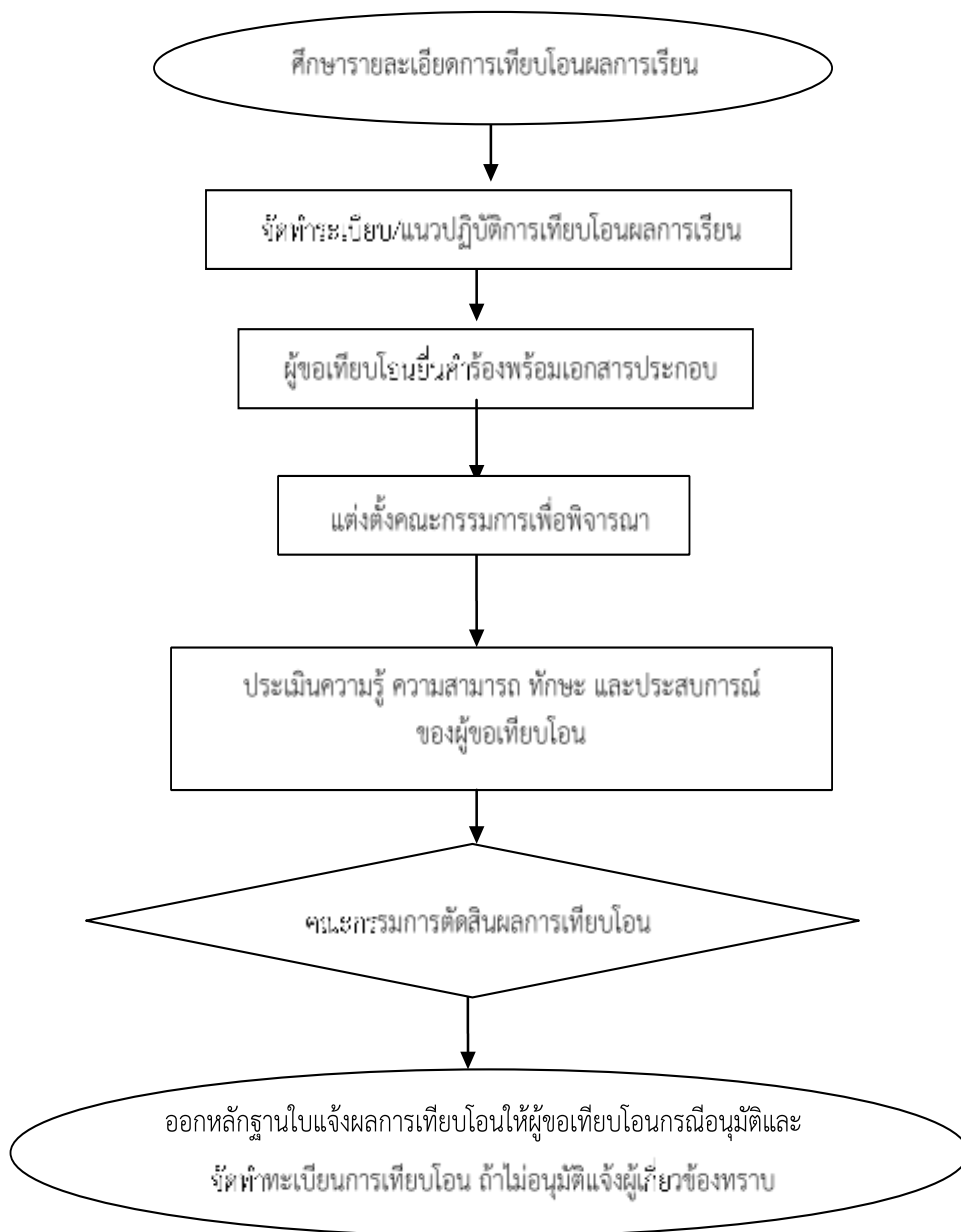 ศึกษารายละเอียดการเทียบโอนผลการเรียน
จัดทำระเบียบ/แนวปฏิบัติการเทียบโอนผลการเรียน
ผู้ขอเทียบโอนยื่นคำร้องพร้อมเอกสารประกอบ
แต่งตั้งคณะกรรมการเพื่อพิจารณา
ประเมินความรู้ ความสามารถ ทักษะ และประสบการณ์
ของผู้ขอเทียบโอน
คณะกรรมการตัดสินผลการเทียบโอน
ออกหลักฐานใบแจ้งผลการเทียบโอนให้ผู้ขอเทียบโอนกรณีอนุมัติและ
จัดทำทะเบียนการเทียบโอน ถ้าไม่อนุมัติแจ้งผู้เกี่ยวข้องทราบ